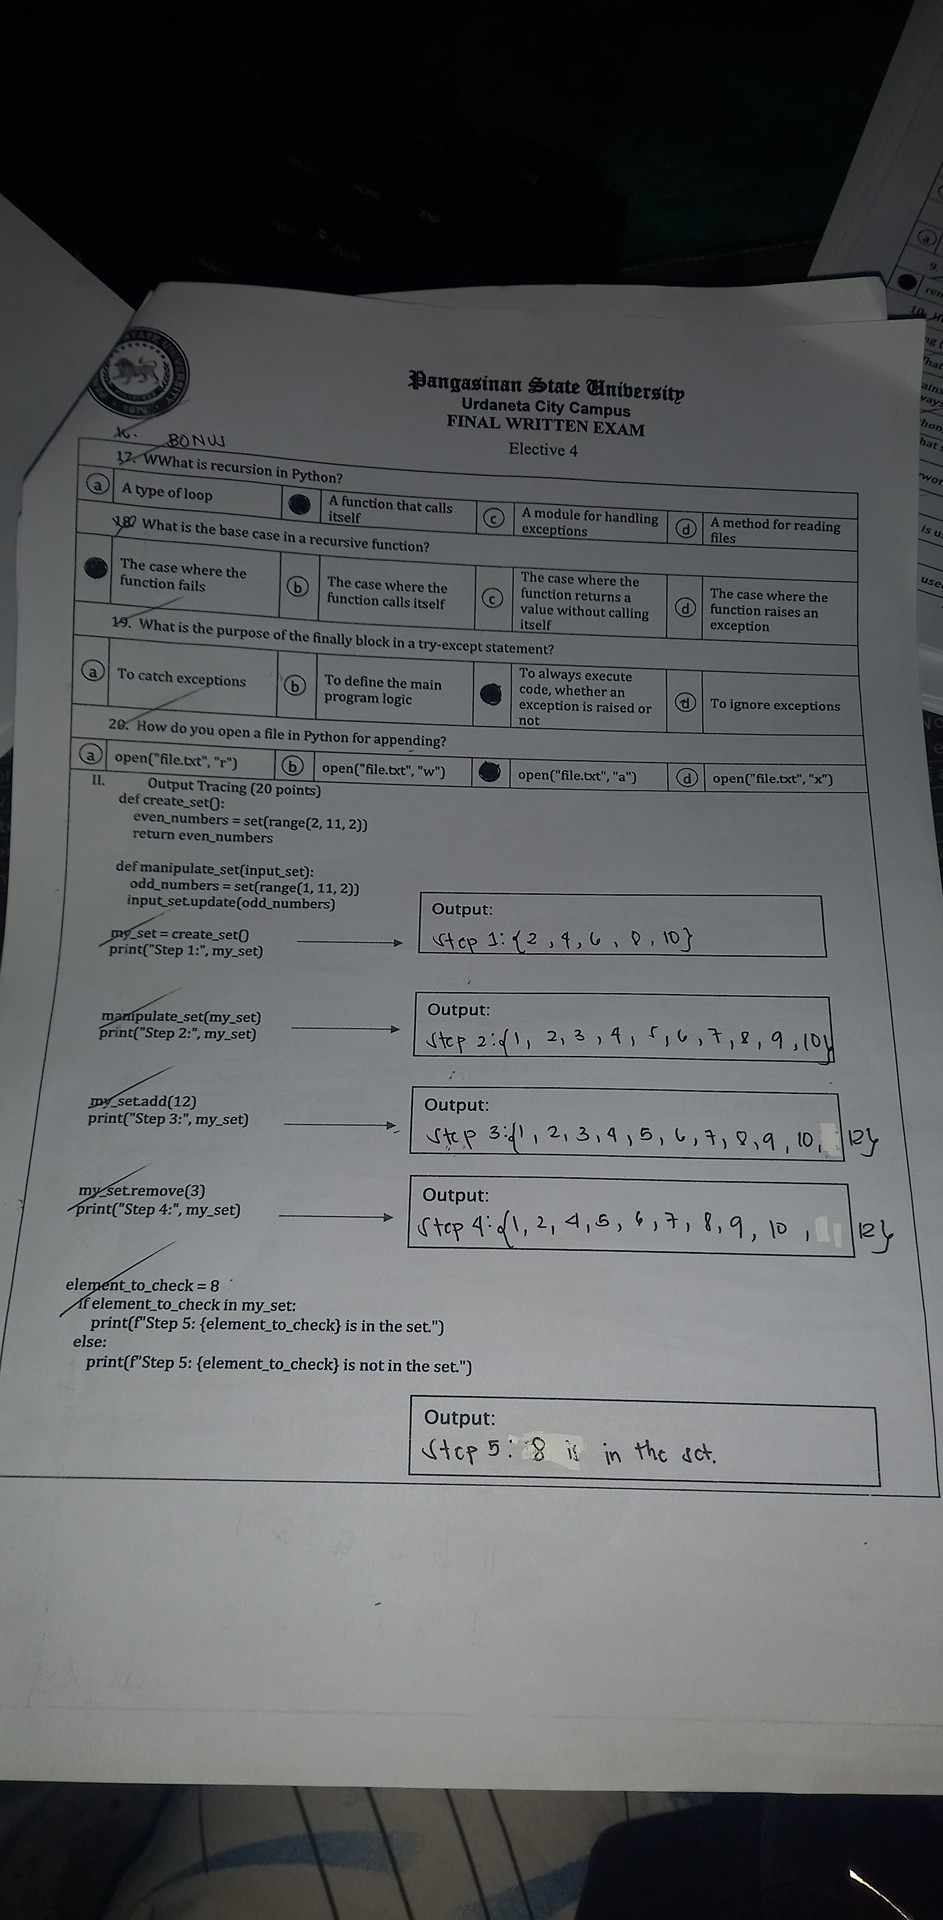 Pangasinan State University
Urdaneta City Campus
FINAL WRITTEN EXAM
Elective 4
16. BONUS
17. WWhat is recursion in Python?
a A type of loop
A function that calls
itself
c A module for handling
exceptions
d A method for reading
files
18. What is the base case in a recursive function?
The case where the
function fails
b The case where the
function calls itself
c The case where the
function returns a
value without calling
itself
d The case where the
function raises an
exception
19. What is the purpose of the finally block in a try-except statement?
a To catch exceptions
b To define the main
program logic
To always execute
code, whether an
exception is raised or
not
d To ignore exceptions
20. How do you open a file in Python for appending?
a open("file.txt", "r")
b open("file.txt", "w")
open("file.txt", "a")
d open("file.txt", "x")
II. Output Tracing (20 points)
def create_set():
even_numbers = set(range(2, 11, 2))
return even_numbers
def manipulate_set(input_set):
odd_numbers = set(range(1, 11, 2))
input_set.update(odd_numbers)
my_set = create_set()
print("Step 1:", my_set)
Output:
Step 1: {2, 4, 6, 8, 10}
manipulate_set(my_set)
print("Step 2:", my_set)
Output:
Step 2: {1, 2, 3, 4, 5, 6, 7, 8, 9, 10}
my_set.add(12)
print("Step 3:", my_set)
Output:
Step 3: {1, 2, 3, 4, 5, 6, 7, 8, 9, 10, 12}
my_set.remove(3)
print("Step 4:", my_set)
Output:
Step 4: {1, 2, 4, 5, 6, 7, 8, 9, 10, 12}
element_to_check = 8
if element_to_check in my_set:
print(f"Step 5: {element_to_check} is in the set.")
else:
print(f"Step 5: {element_to_check} is not in the set.")
Output:
Step 5: 8 is in the set.